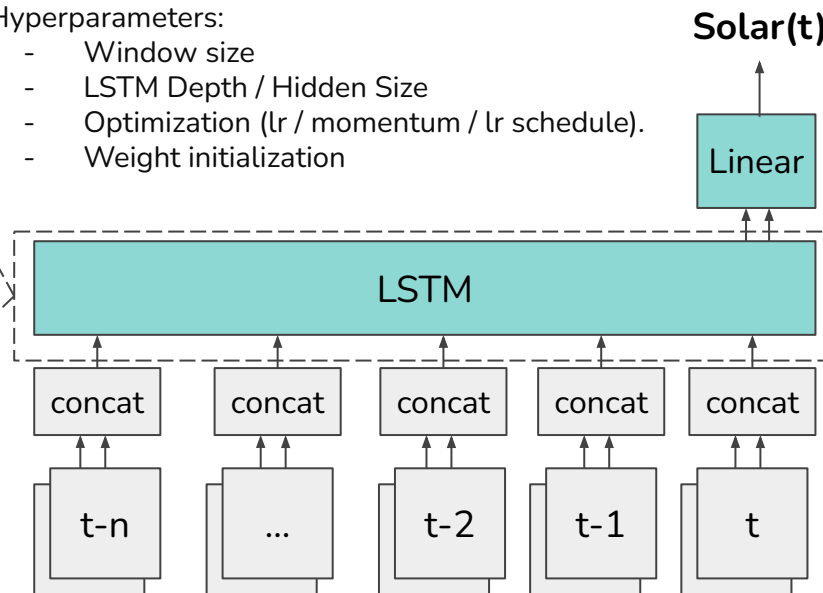 Hyperparameters:
- Window size
- LSTM Depth / Hidden Size
- Optimization (lr / momentum / lr schedule).
- Weight initialization
Solar(t)
Linear
LSTM
concat concat concat concat concat
t-n ... t-2 t-1 t